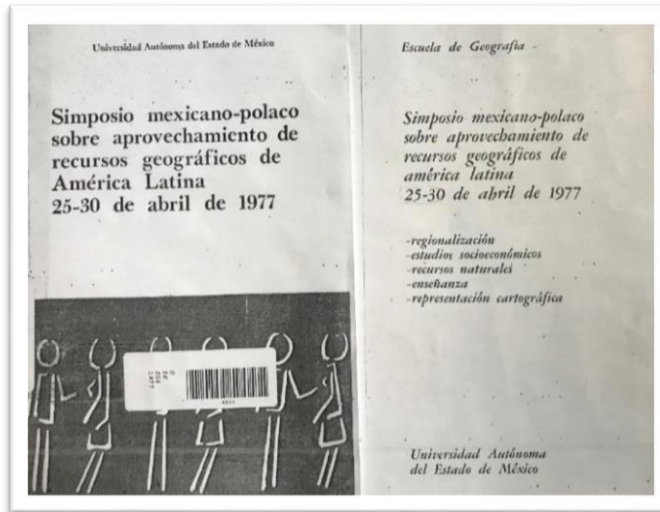 Universidad Autónoma del Estado de México
Simposio mexicano-polaco
sobre aprovechamiento de
recursos geográficos de
América Latina
25-30 de abril de 1977
Escuela de Geografía
Simposio mexicano-polaco
sobre aprovechamiento de
recursos geográficos de
américa latina
25-30 de abril de 1977
-regionalización
-estudios socioeconómicos
-recursos naturales
-enseñanza
-representación cartográfica
Universidad Autónoma
del Estado de México